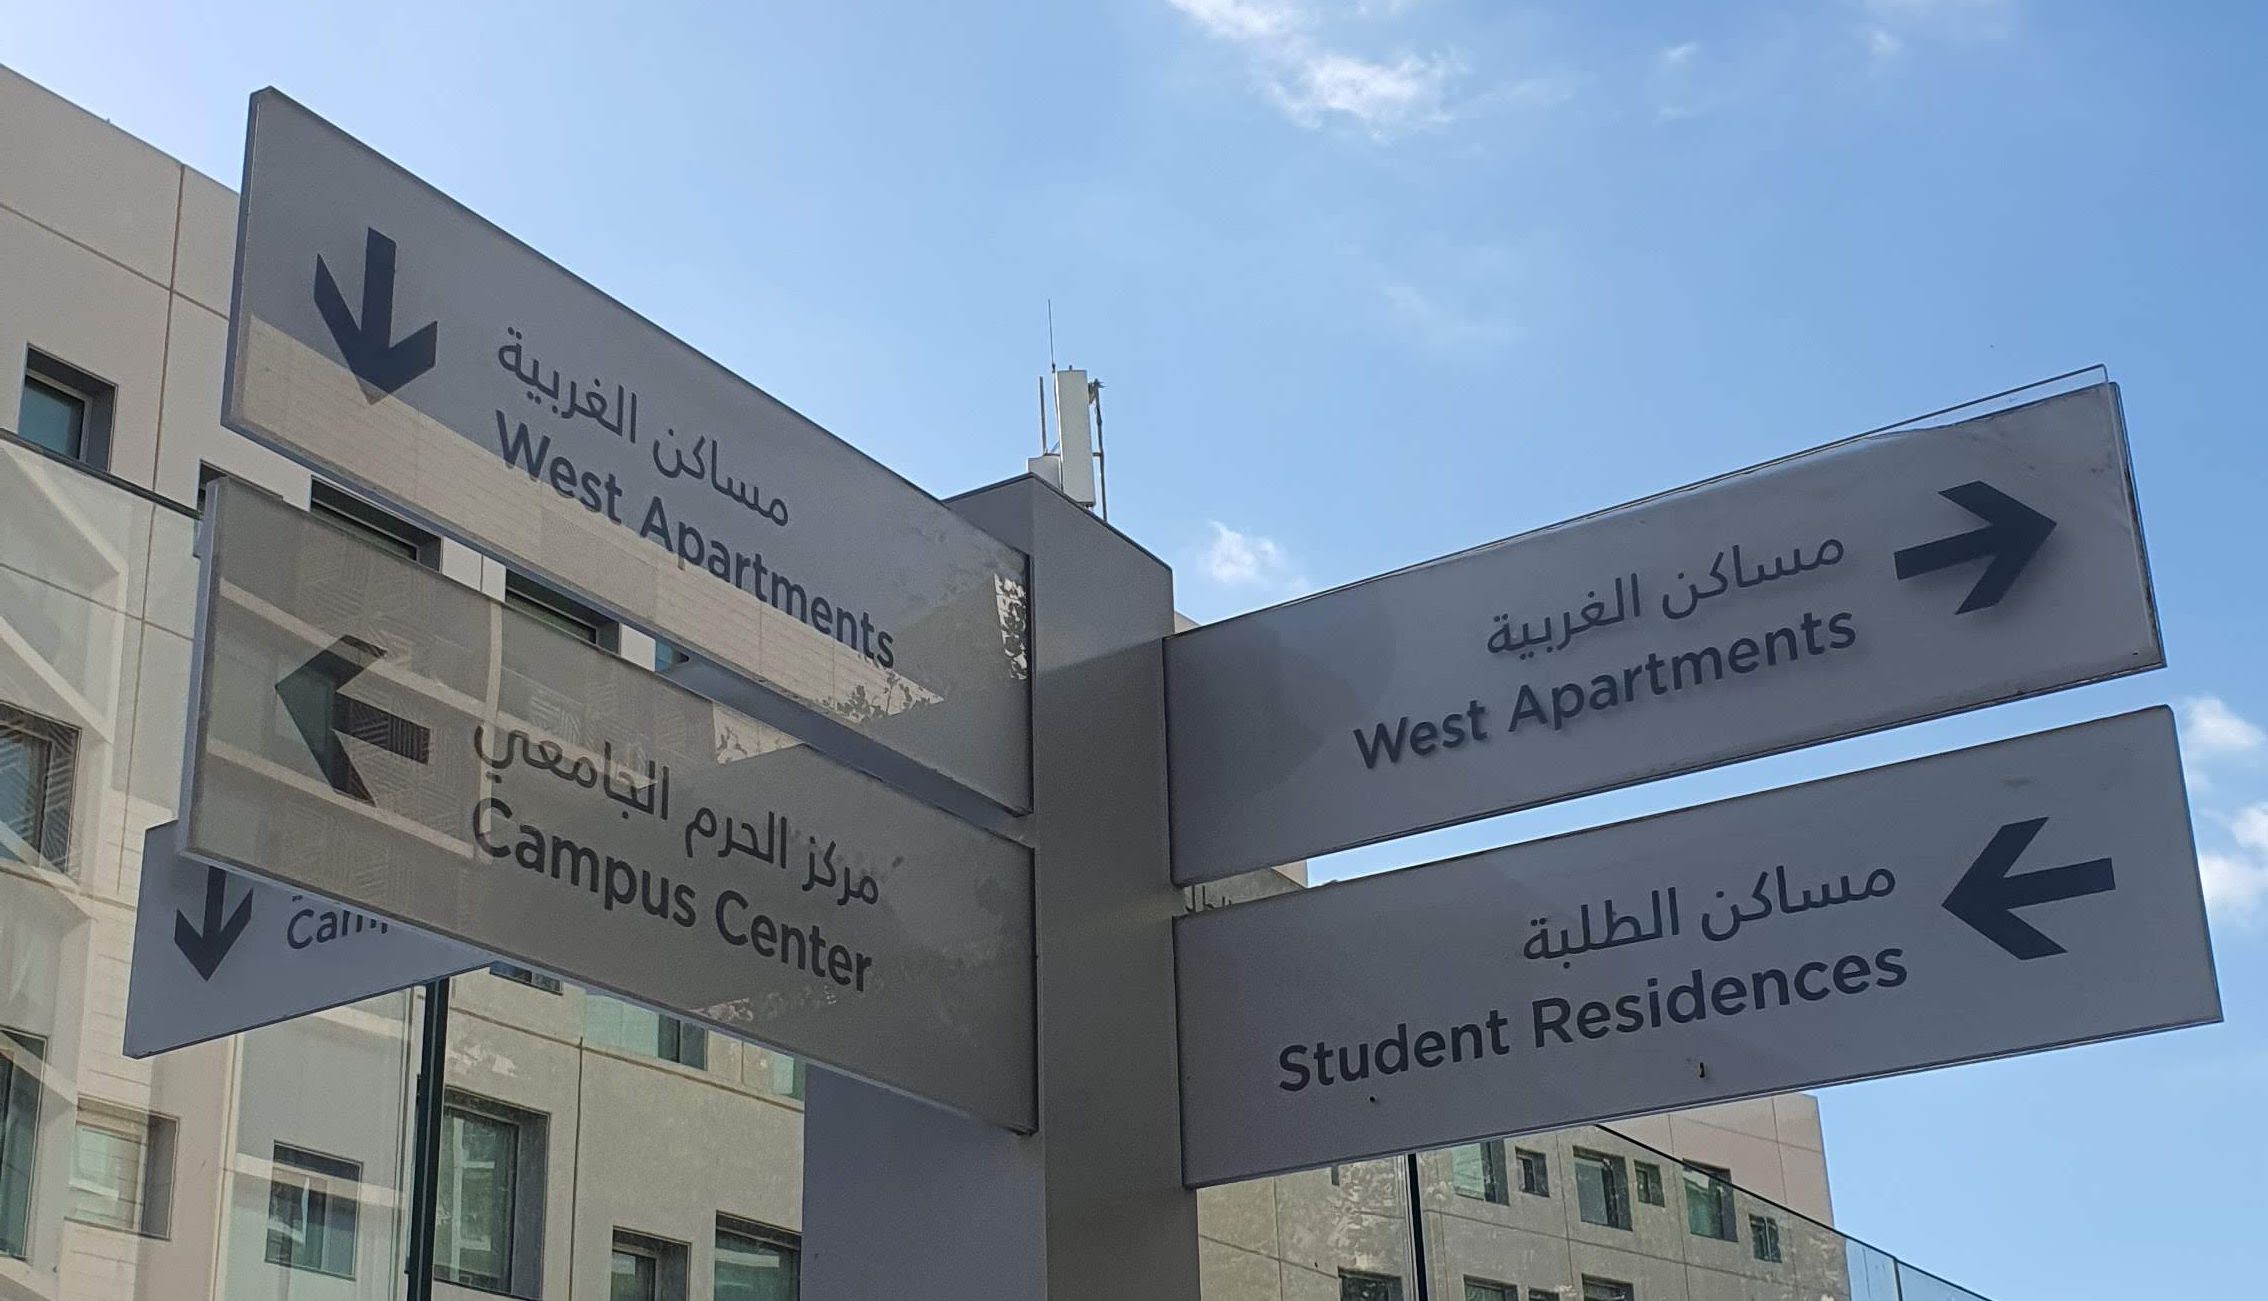 مساكن الغربية
West Apartments
مركز الحرم الجامعي
Campus Center
مساكن الغربية
West Apartments
مساكن الطلبة
Student Residences